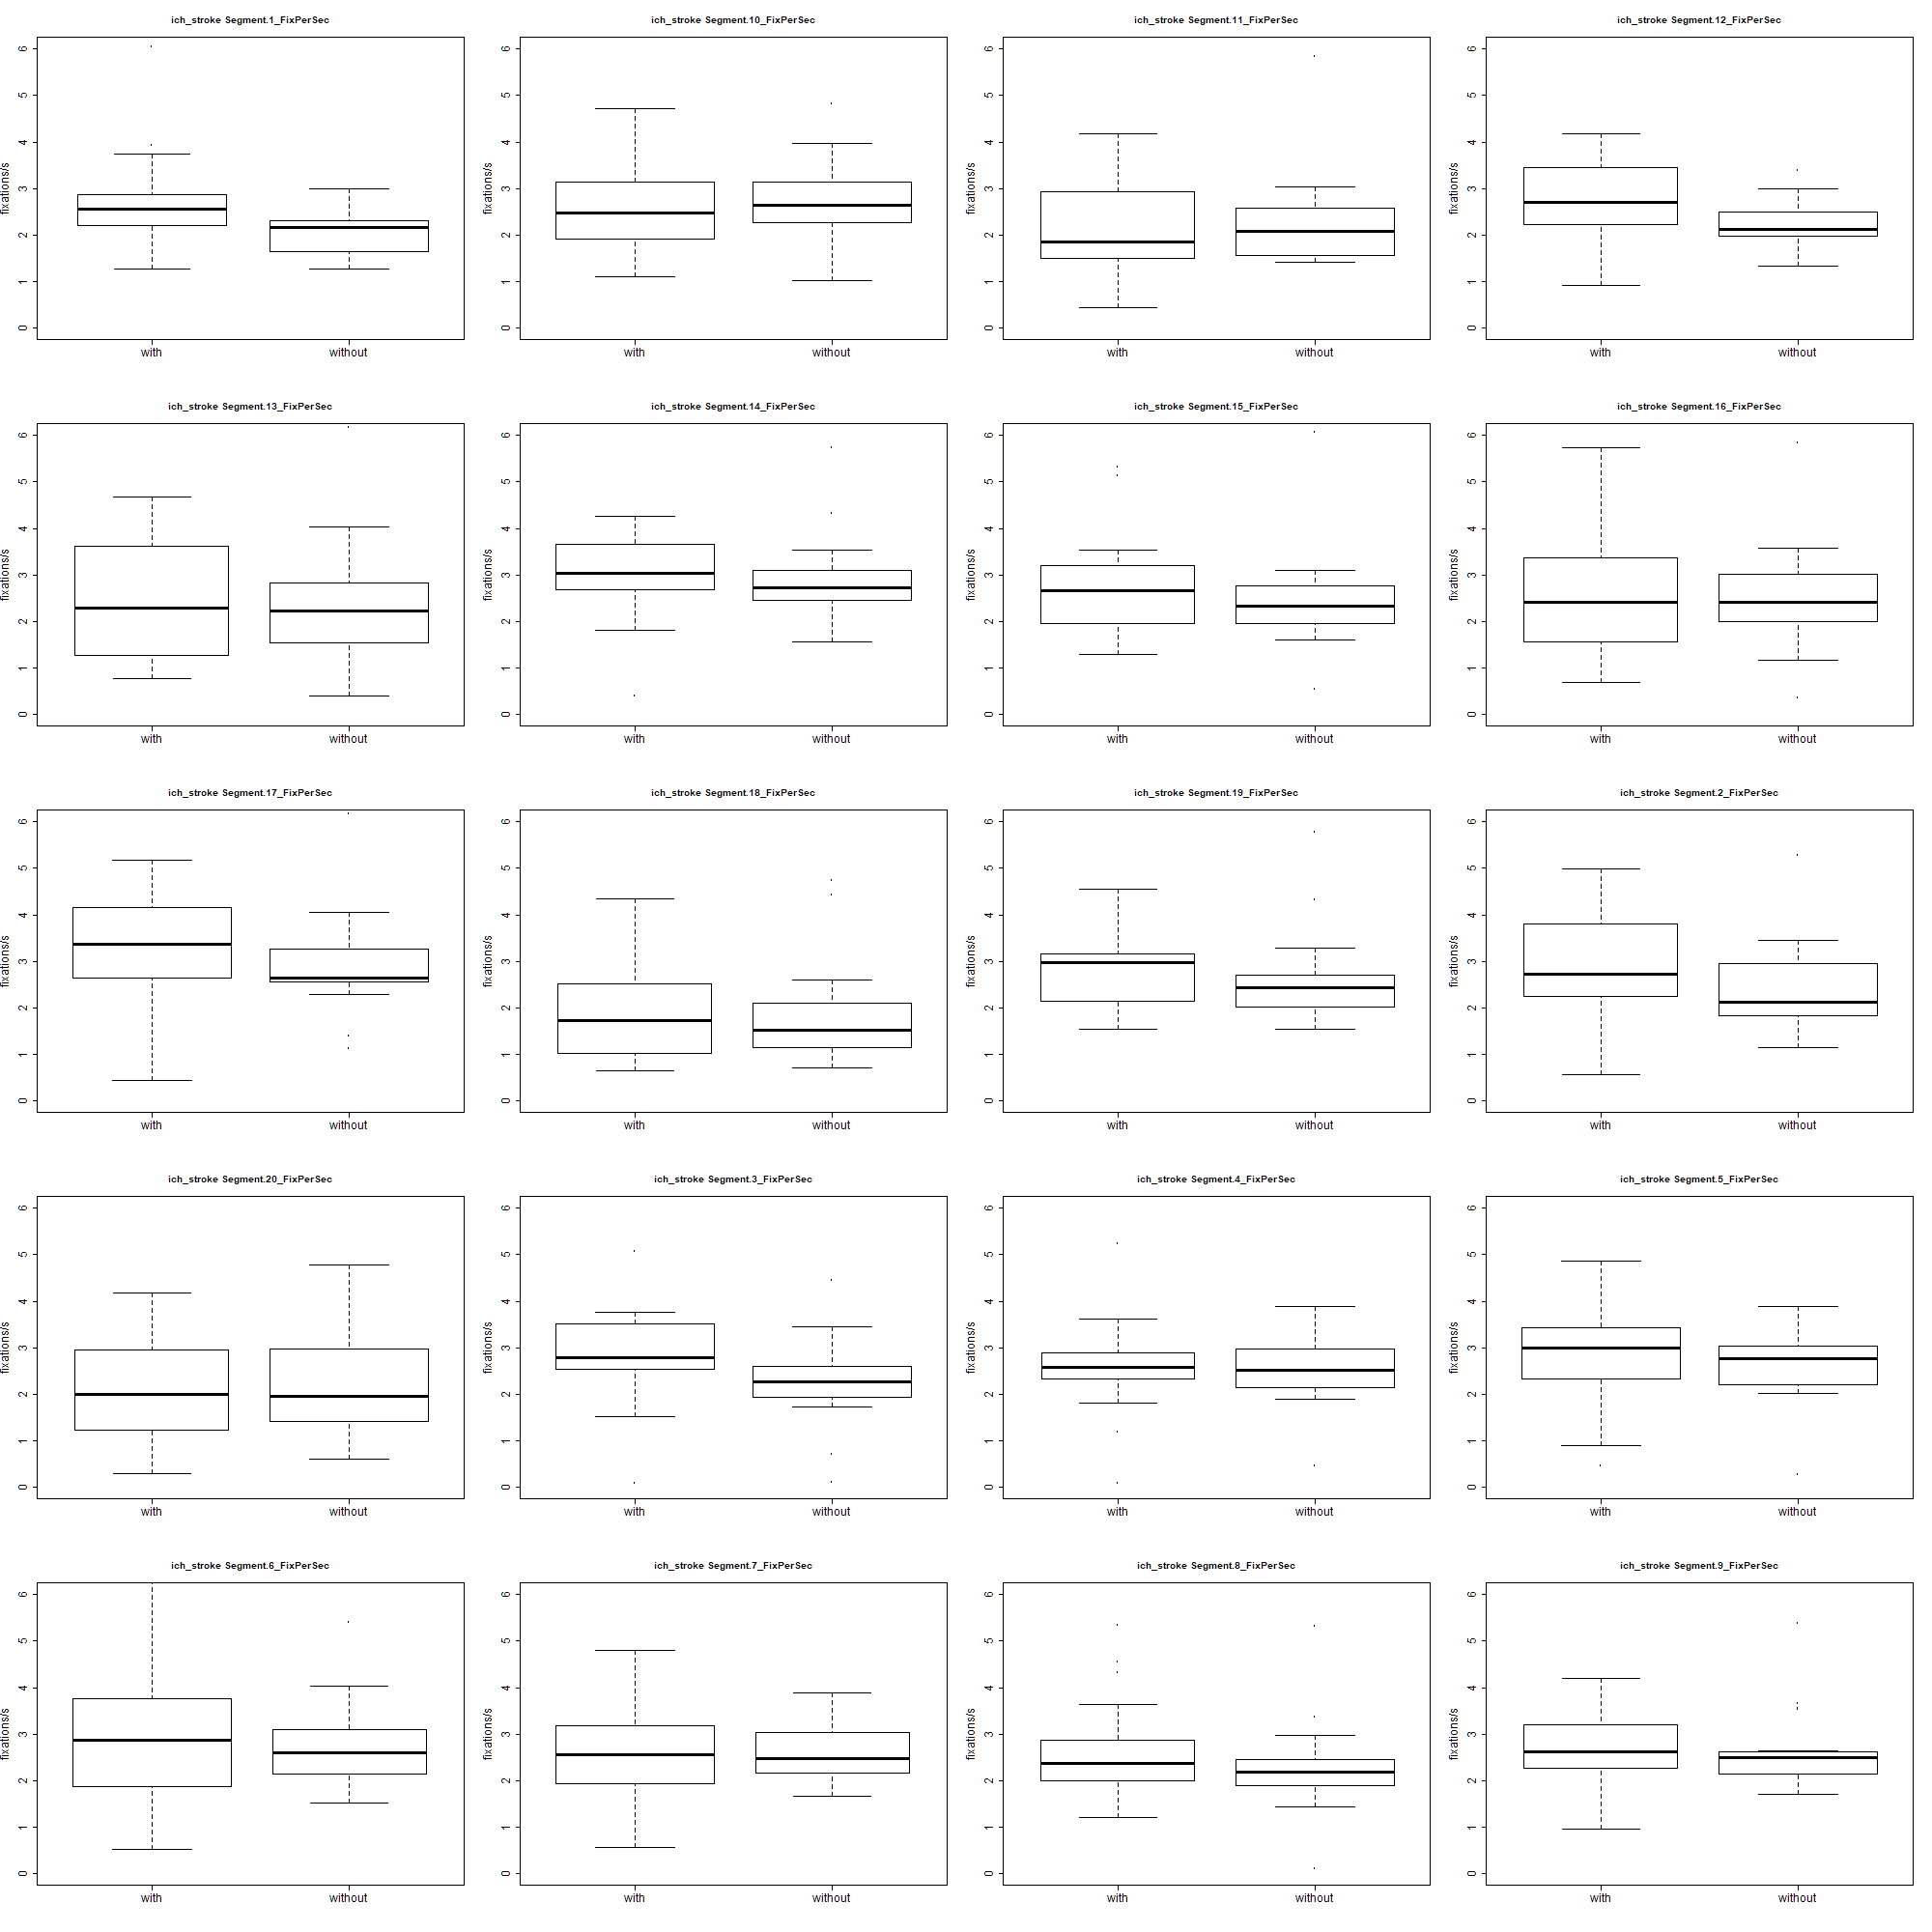 ich_stroke Segment.1_FixPerSec
fixations/s
0 1 2 3 4 5 6
with without
ich_stroke Segment.10_FixPerSec
fixations/s
0 1 2 3 4 5 6
with without
ich_stroke Segment.11_FixPerSec
fixations/s
0 1 2 3 4 5 6
with without
ich_stroke Segment.12_FixPerSec
fixations/s
0 1 2 3 4 5 6
with without
ich_stroke Segment.13_FixPerSec
fixations/s
0 1 2 3 4 5 6
with without
ich_stroke Segment.14_FixPerSec
fixations/s
0 1 2 3 4 5 6
with without
ich_stroke Segment.15_FixPerSec
fixations/s
0 1 2 3 4 5 6
with without
ich_stroke Segment.16_FixPerSec
fixations/s
0 1 2 3 4 5 6
with without
ich_stroke Segment.17_FixPerSec
fixations/s
0 1 2 3 4 5 6
with without
ich_stroke Segment.18_FixPerSec
fixations/s
0 1 2 3 4 5 6
with without
ich_stroke Segment.19_FixPerSec
fixations/s
0 1 2 3 4 5 6
with without
ich_stroke Segment.2_FixPerSec
fixations/s
0 1 2 3 4 5 6
with without
ich_stroke Segment.20_FixPerSec
fixations/s
0 1 2 3 4 5 6
with without
ich_stroke Segment.3_FixPerSec
fixations/s
0 1 2 3 4 5 6
with without
ich_stroke Segment.4_FixPerSec
fixations/s
0 1 2 3 4 5 6
with without
ich_stroke Segment.5_FixPerSec
fixations/s
0 1 2 3 4 5 6
with without
ich_stroke Segment.6_FixPerSec
fixations/s
0 1 2 3 4 5 6
with without
ich_stroke Segment.7_FixPerSec
fixations/s
0 1 2 3 4 5 6
with without
ich_stroke Segment.8_FixPerSec
fixations/s
0 1 2 3 4 5 6
with without
ich_stroke Segment.9_FixPerSec
fixations/s
0 1 2 3 4 5 6
with without